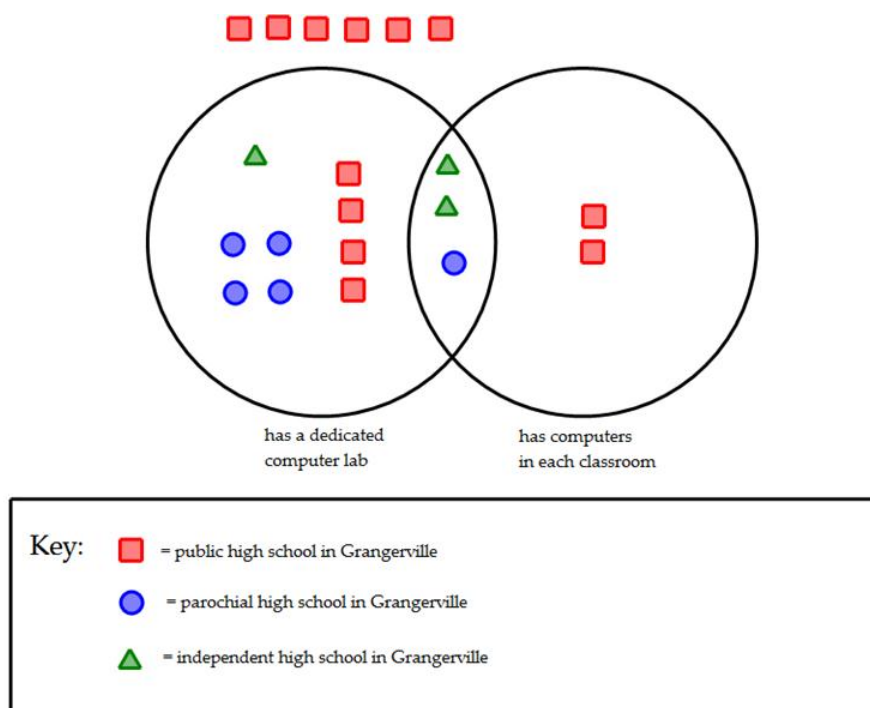 has a dedicated
computer lab
has computers
in each classroom
Key:
= public high school in Grangerville
= parochial high school in Grangerville
= independent high school in Grangerville